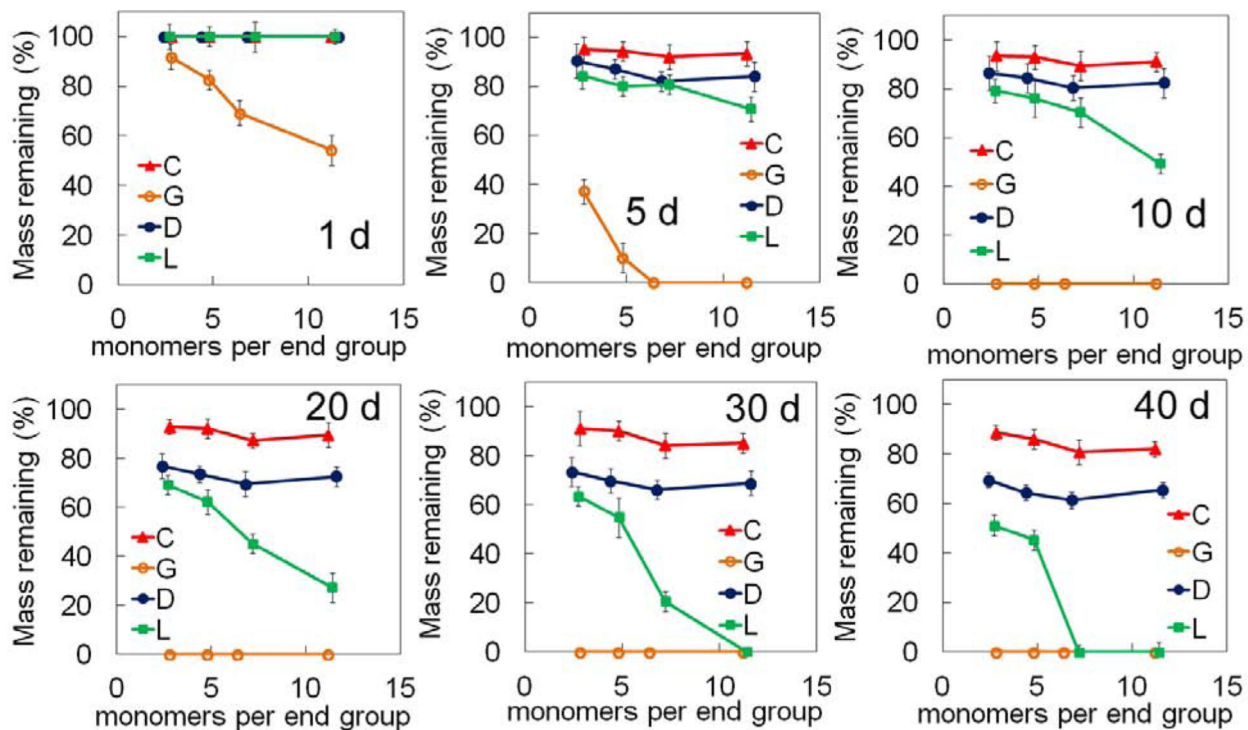 Mass remaining (%)
100
80
60
40
20
0
C
G
D
L
1 d
0 5 10 15
monomers per end group
Mass remaining (%)
100
80
60
40
20
0
C
G
D
L
5 d
0 5 10 15
monomers per end group
Mass remaining (%)
100
80
60
40
20
0
C
G
D
L
10 d
0 5 10 15
monomers per end group
Mass remaining (%)
100
80
60
40
20
0
20 d
C
G
D
L
0 5 10 15
monomers per end group
Mass remaining (%)
100
80
60
40
20
0
30 d
C
G
D
L
0 5 10 15
monomers per end group
Mass remaining (%)
100
80
60
40
20
0
40 d
C
G
D
L
0 5 10 15
monomers per end group